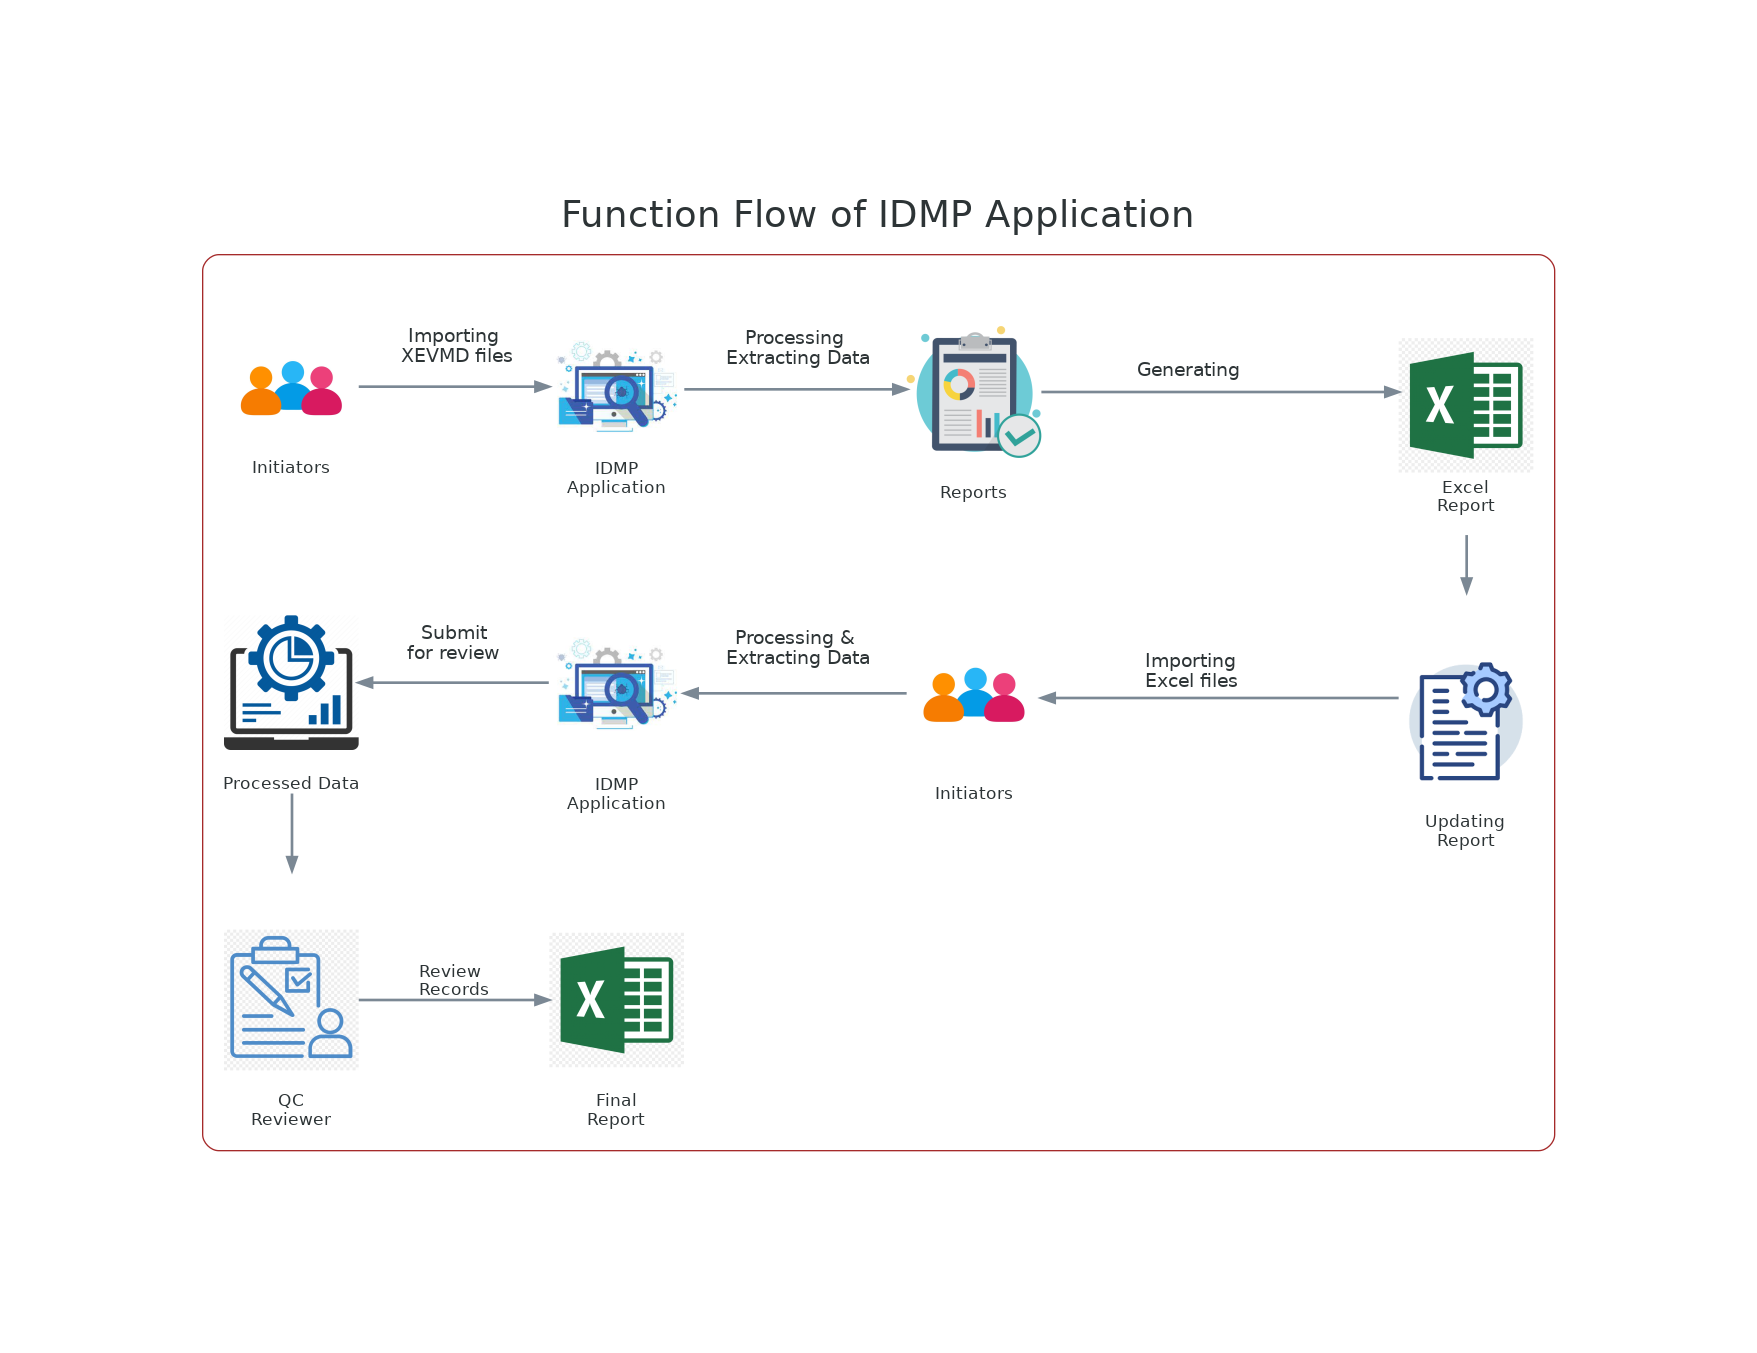 Function Flow of IDMP Application
Importing
XEVMD files
Processing
Extracting Data
Generating
X
Initiators
IDMP
Application
Reports
Excel
Report
Submit
for review
Processing &
Extracting Data
Importing
Excel files
Processed Data
IDMP
Application
Initiators
Updating
Report
Review
Records
X
QC
Reviewer
Final
Report